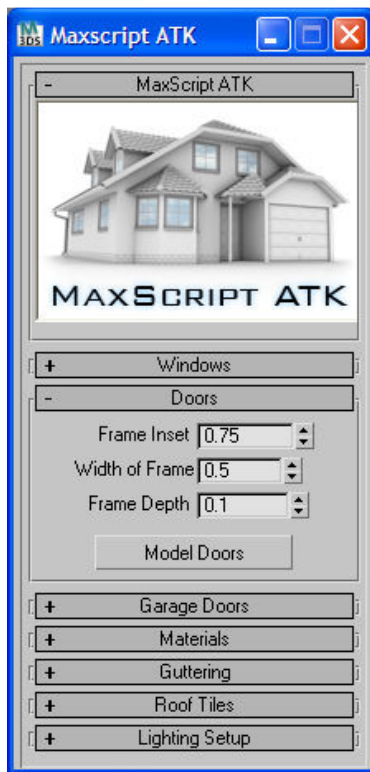 M
3DS Maxscript ATK
- MaxScript ATK
MAXSCRIPT ATK
+ Windows
- Doors
Frame Inset 0.75
Width of Frame 0.5
Frame Depth 0.1
Model Doors
+ Garage Doors
+ Materials
+ Guttering
+ Roof Tiles
+ Lighting Setup